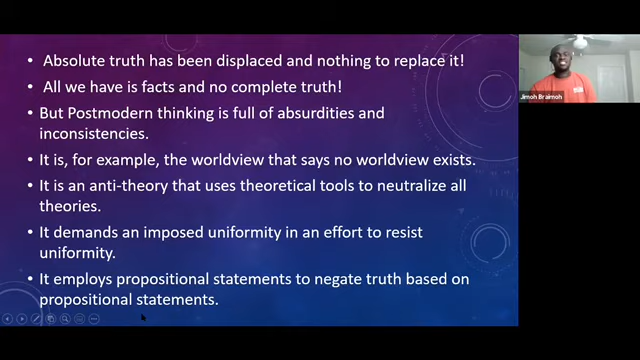 • Absolute truth has been displaced and nothing to replace it!
• All we have is facts and no complete truth!
• But Postmodern thinking is full of absurdities and
inconsistencies.
• It is, for example, the worldview that says no worldview exists.
• It is an anti-theory that uses theoretical tools to neutralize all
theories.
• It demands an imposed uniformity in an effort to resist
uniformity.
• It employs propositional statements to negate truth based on
propositional statements.
Jimoh Braimoh